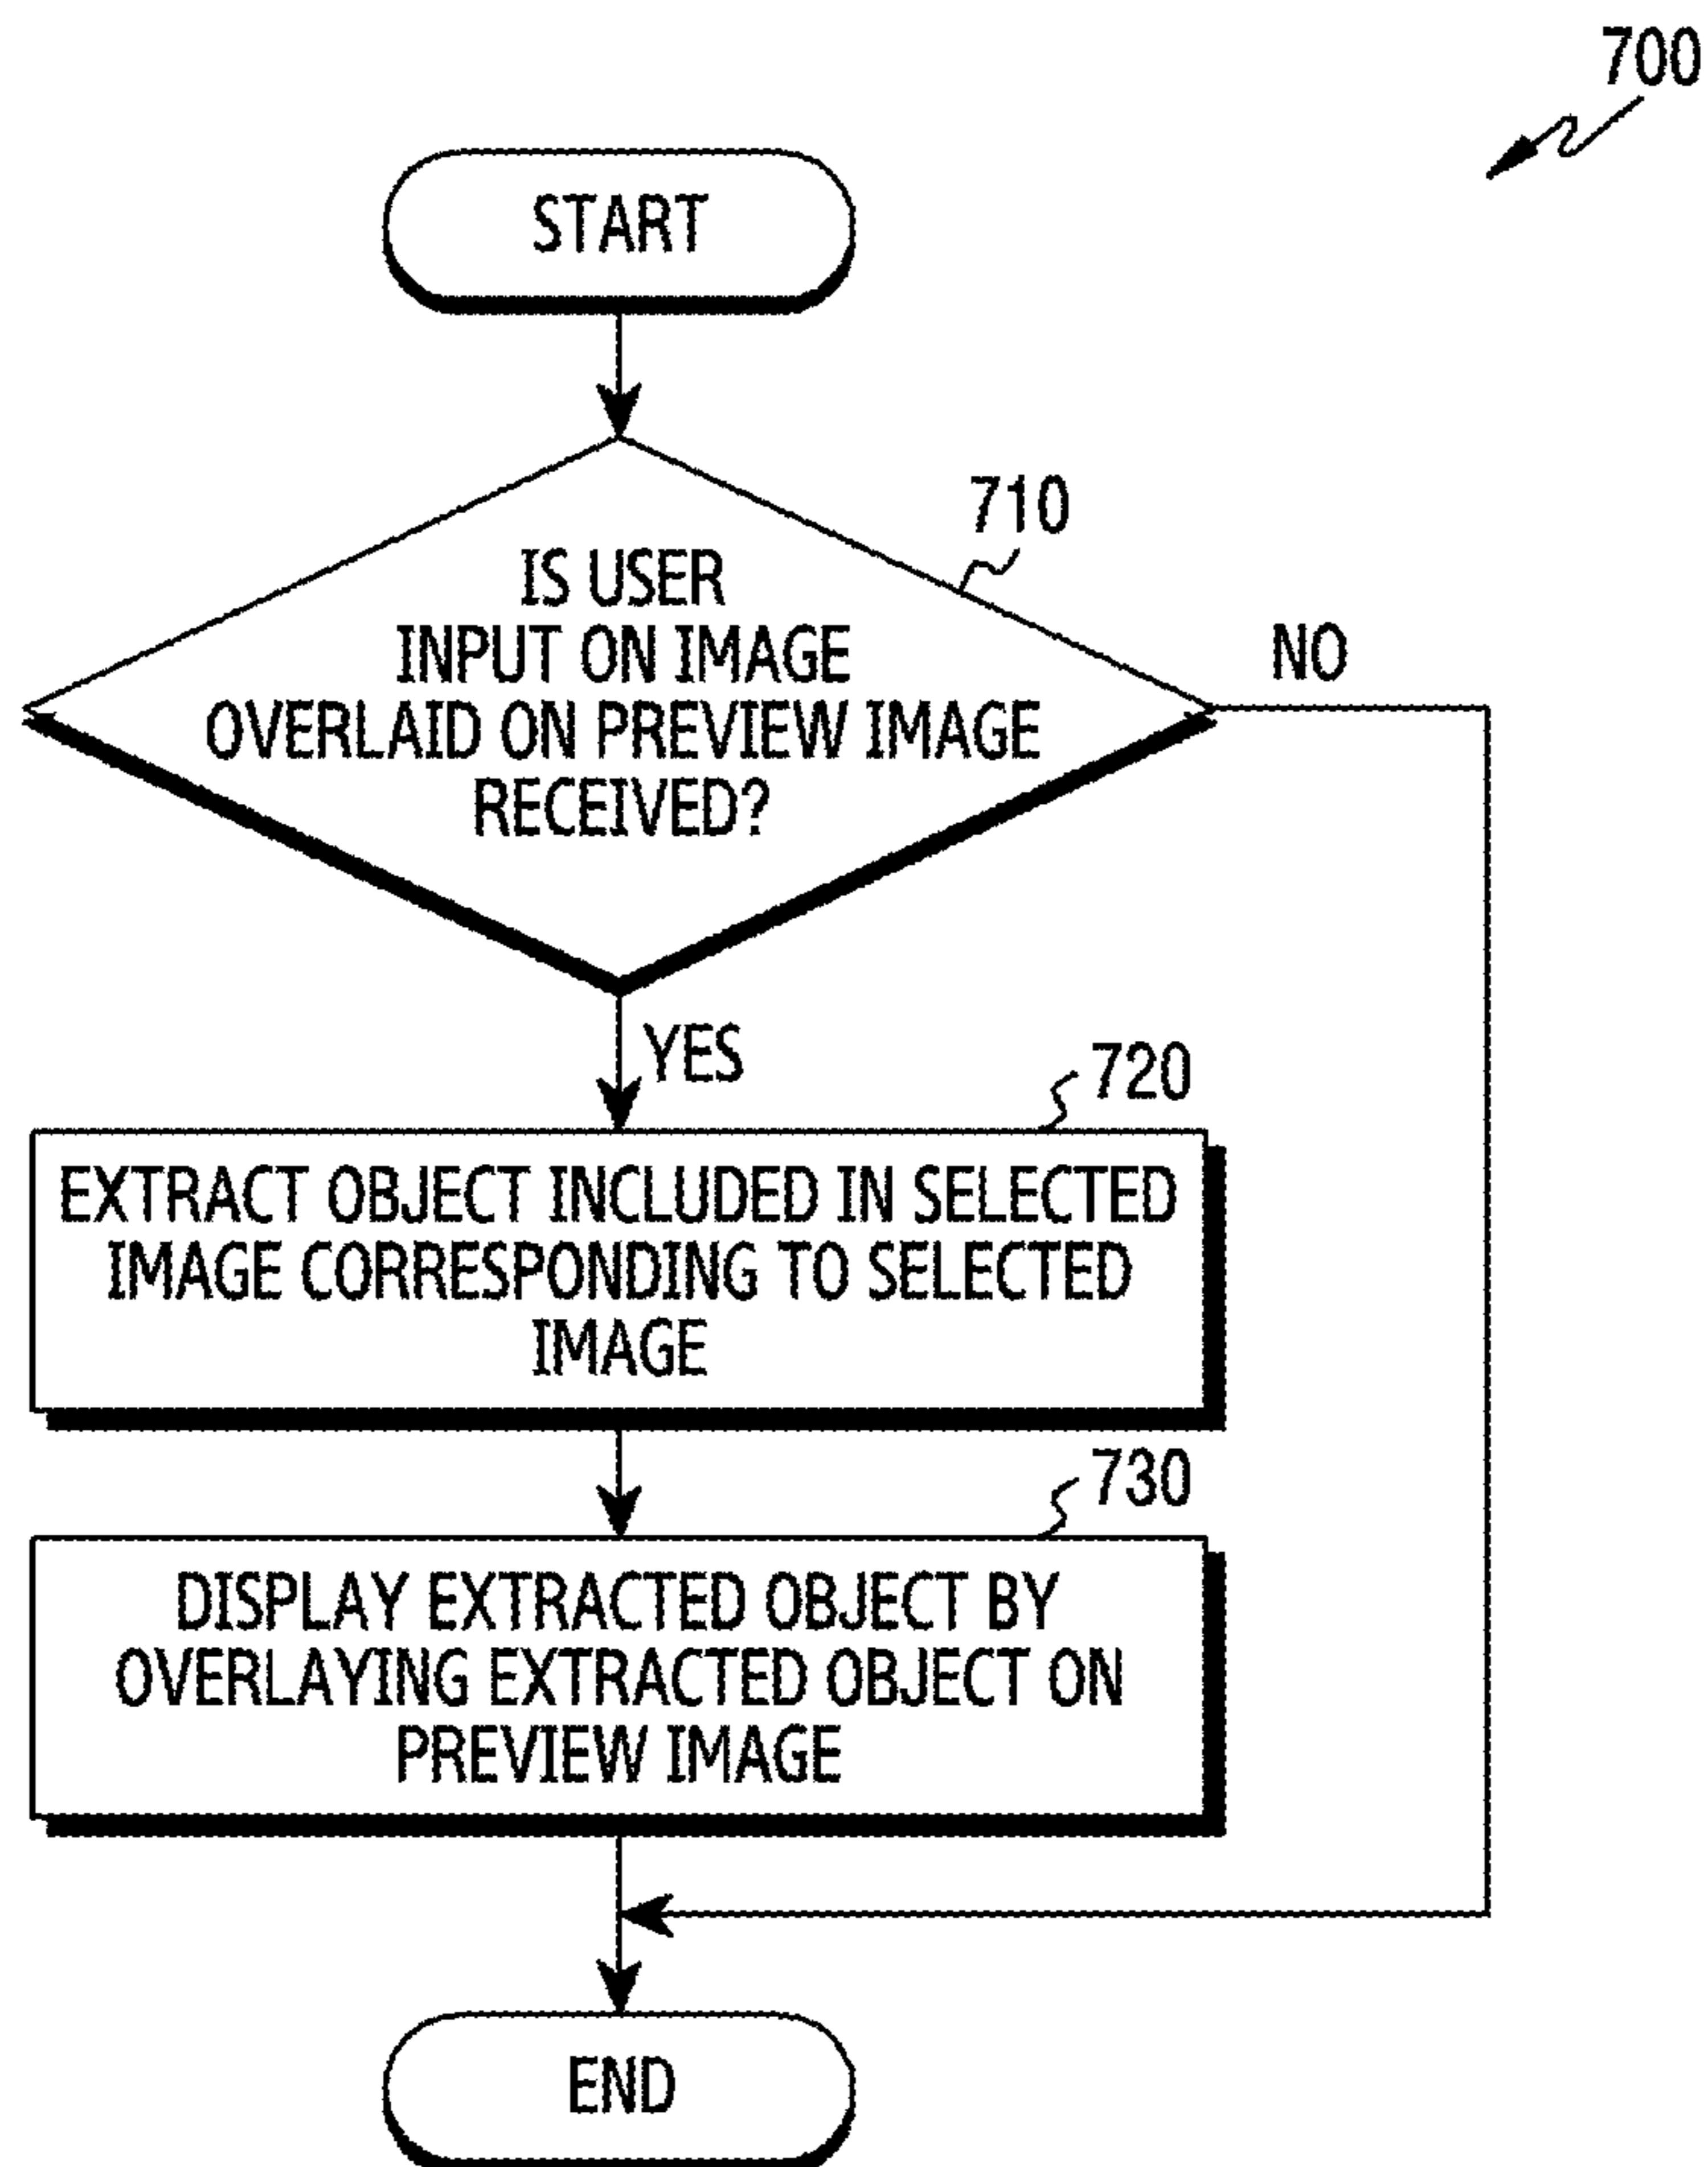 700
START
710
IS USER
INPUT ON IMAGE
OVERLAID ON PREVIEW IMAGE
RECEIVED?
NO
YES
720
EXTRACT OBJECT INCLUDED IN SELECTED
IMAGE CORRESPONDING TO SELECTED
IMAGE
730
DISPLAY EXTRACTED OBJECT BY
OVERLAYING EXTRACTED OBJECT ON
PREVIEW IMAGE
END